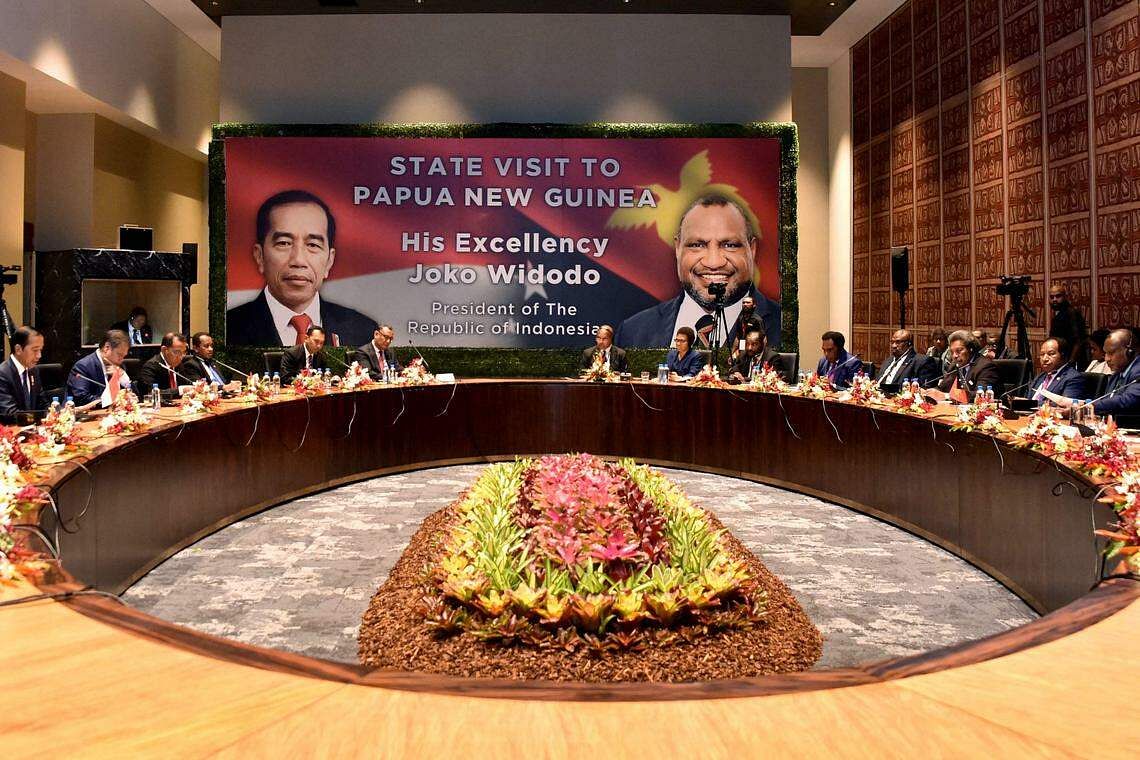 STATE VISIT TO
PAPUA NEW GUINEA
His Excellency
Joko Widodo
President of The
Republic of Indonesia